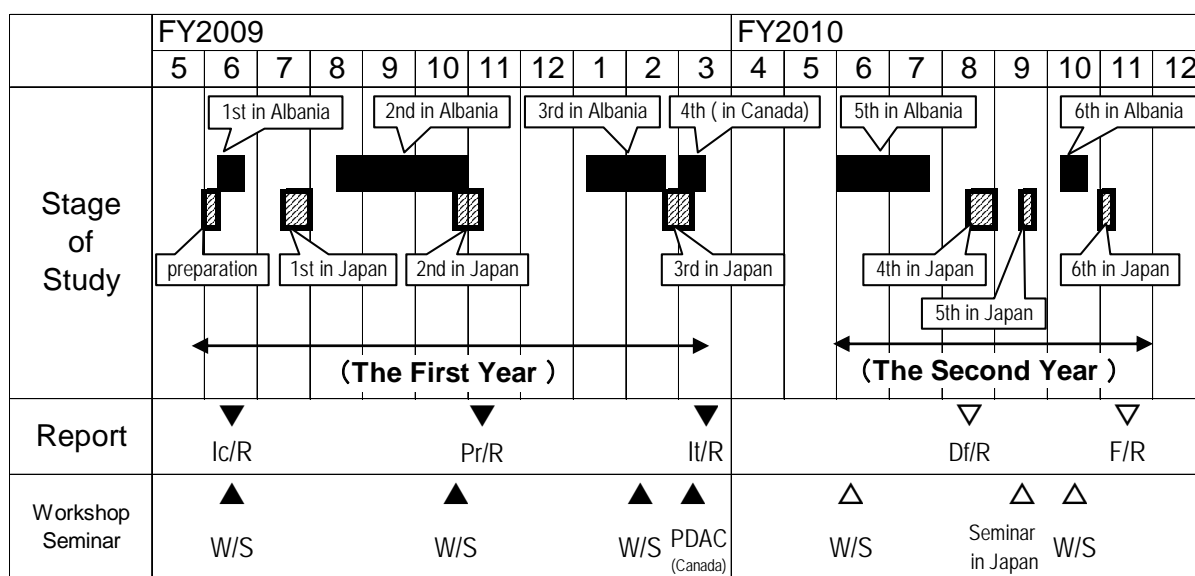 FY2009 FY2010
5 6 7 8 9 10 11 12 1 2 3 4 5 6 7 8 9 10 11 12
1st in Albania 2nd in Albania 3rd in Albania 4th ( in Canada) 5th in Albania 6th in Albania
Stage
of
Study
preparation 1st in Japan 2nd in Japan 3rd in Japan 4th in Japan 6th in Japan
5th in Japan
（The First Year ） （The Second Year ）
Report
Ic/R Pr/R It/R Df/R F/R
Workshop
Seminar
W/S W/S W/S PDAC
(Canada)
W/S Seminar
in Japan
W/S